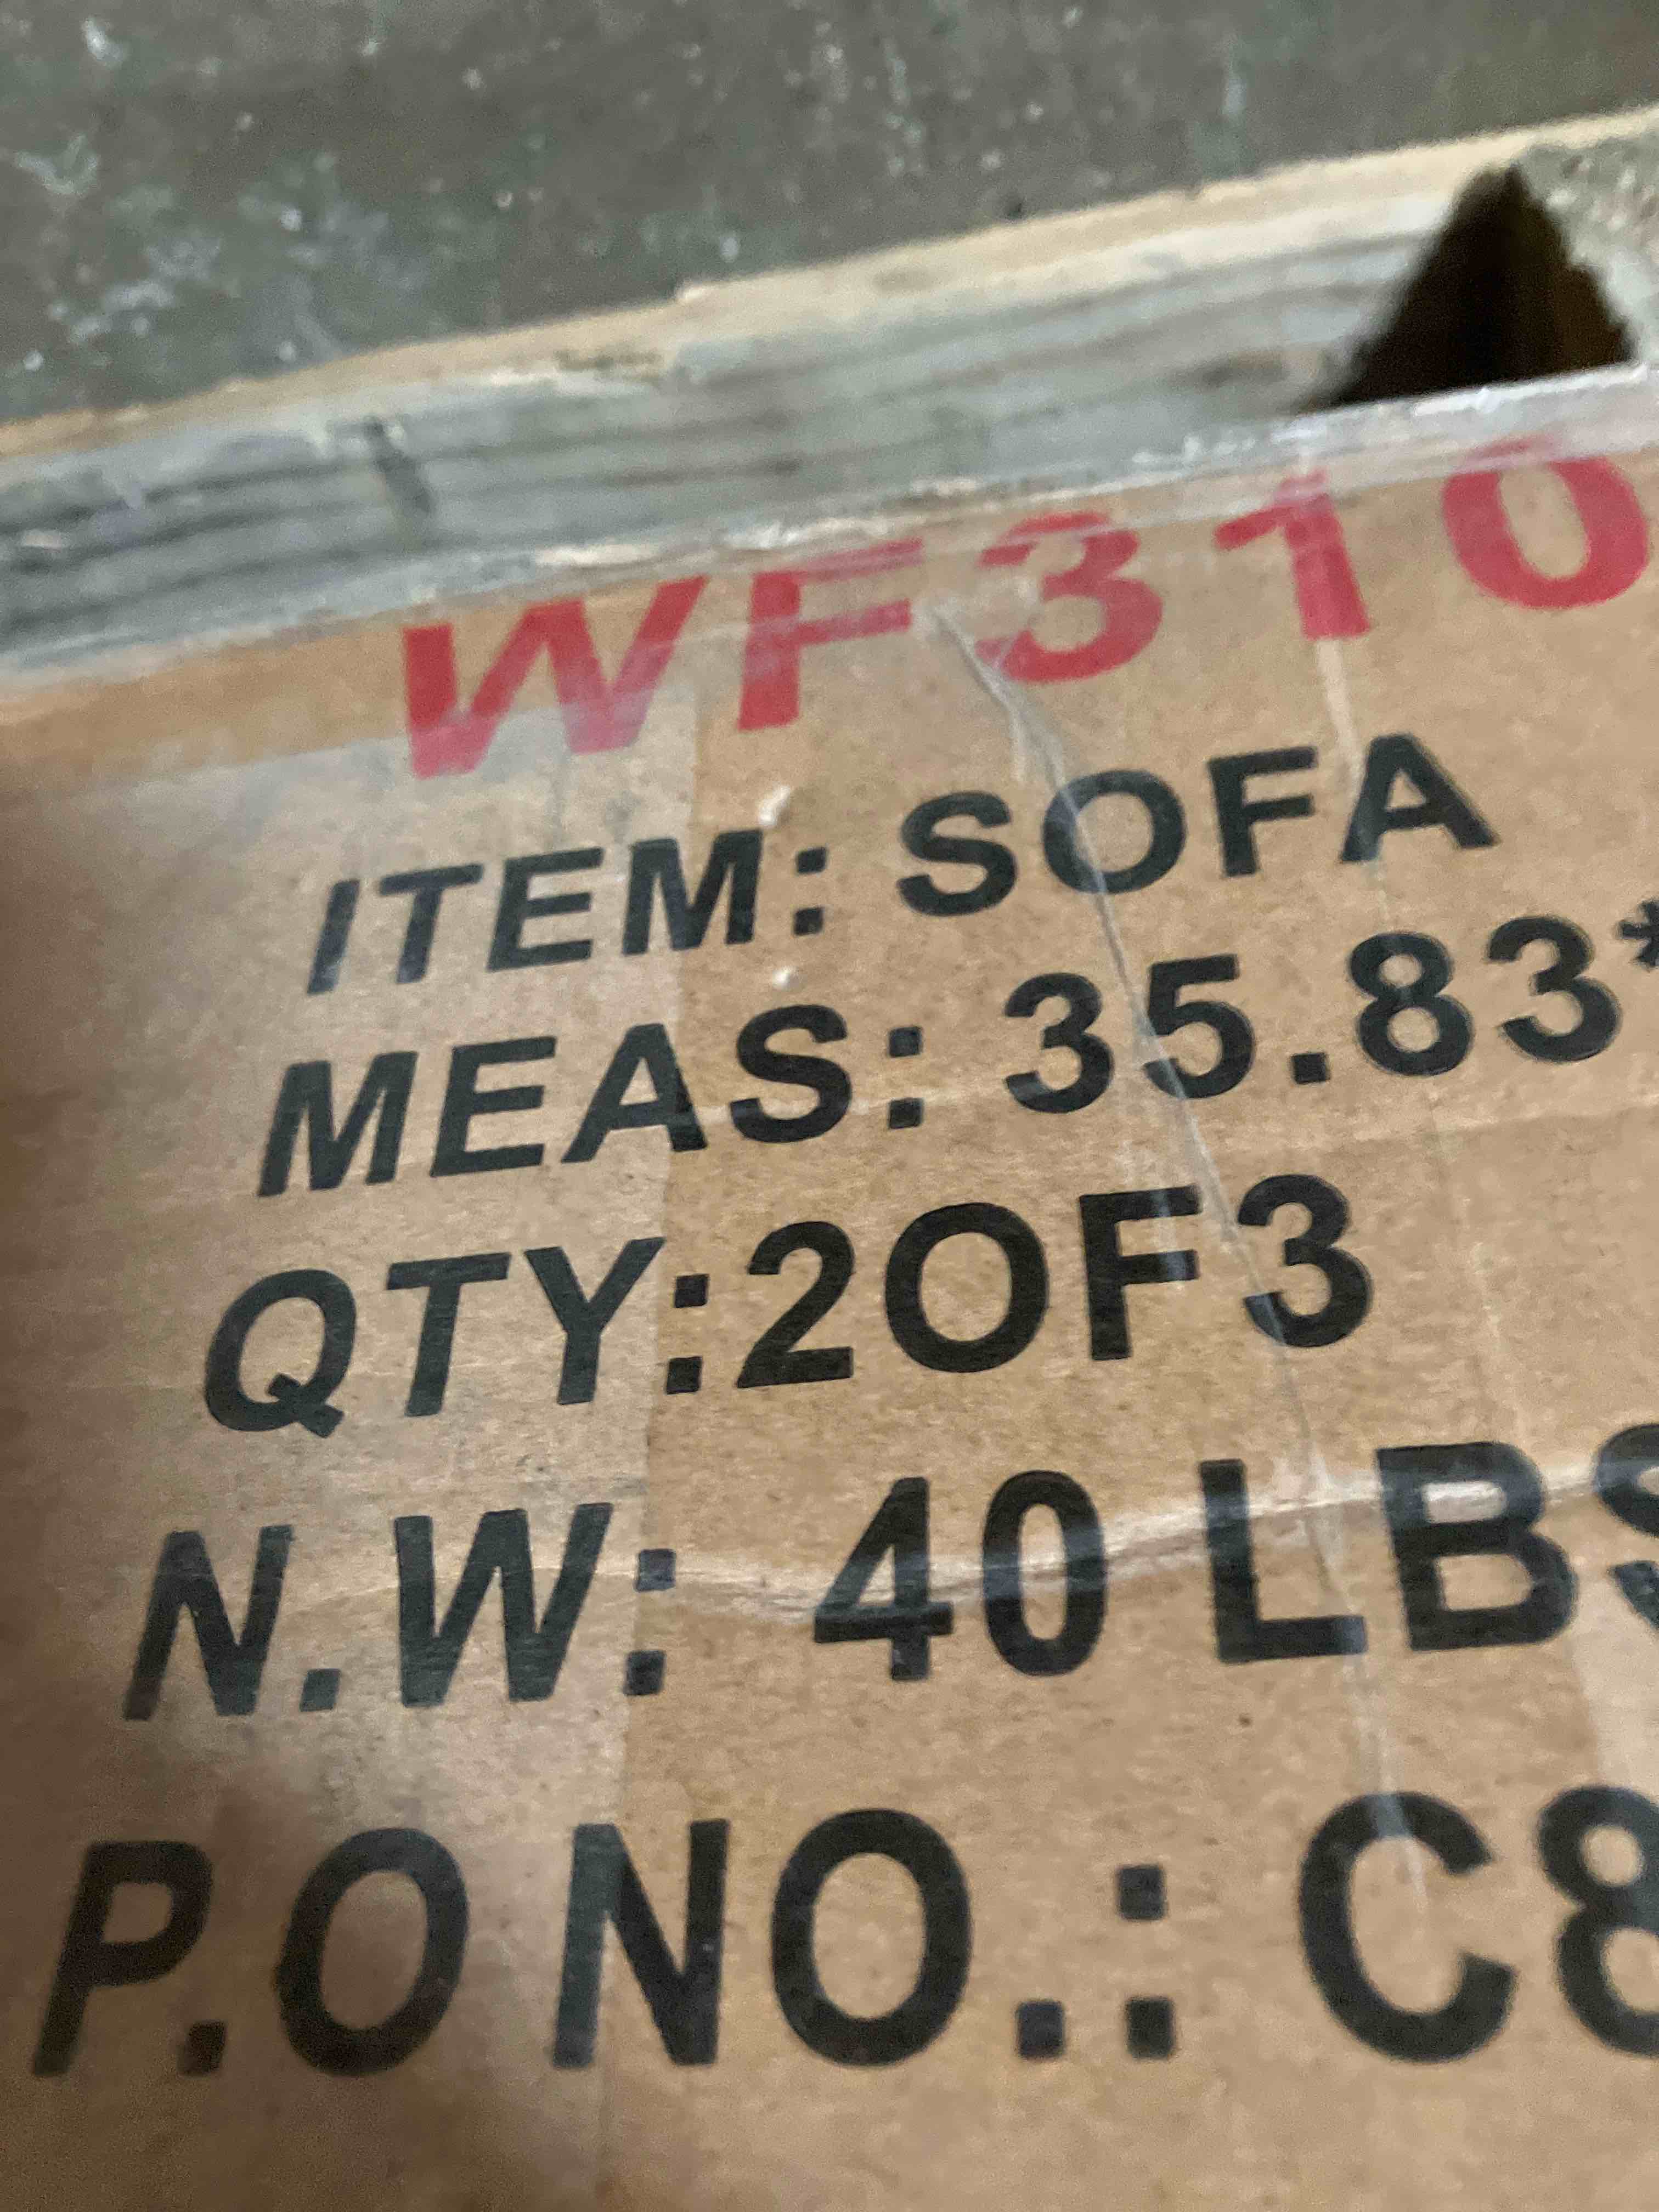 WF310
ITEM: SOFA
MEAS: 35.83*
QTY:2OF3
N.W: 40 LBS
P.O NO.: C8